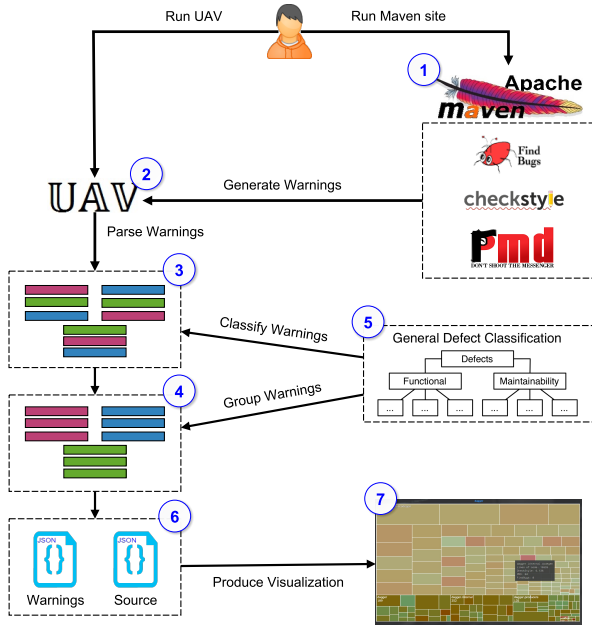 Run UAV
Run Maven site
1
Apache
maven
Find
Bugs
checkstyle
Pmd
DON'T SHOOT THE MESSENGER
2
UAV
Generate Warnings
Parse Warnings
3
Classify Warnings
5
General Defect Classification
Defects
Functional
Maintainability
... ... ... ... ... ...
4
Group Warnings
6
JSON
{}
JSON
{}
Warnings
Source
Produce Visualization
7